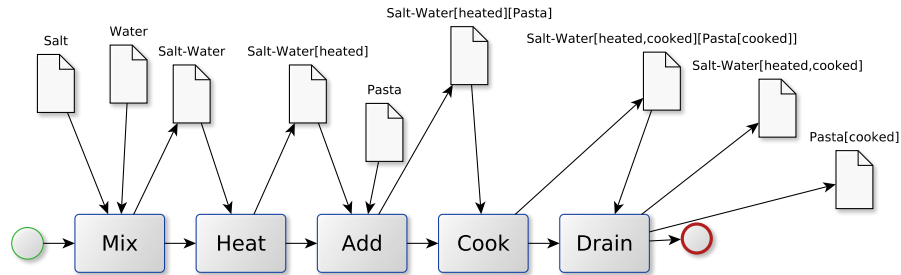 Salt-Water[heated][Pasta]
Salt
Water
Salt-Water
Salt-Water[heated]
Salt-Water[heated,cooked][Pasta[cooked]]
Salt-Water[heated,cooked]
Pasta
Pasta[cooked]
Mix
Heat
Add
Cook
Drain